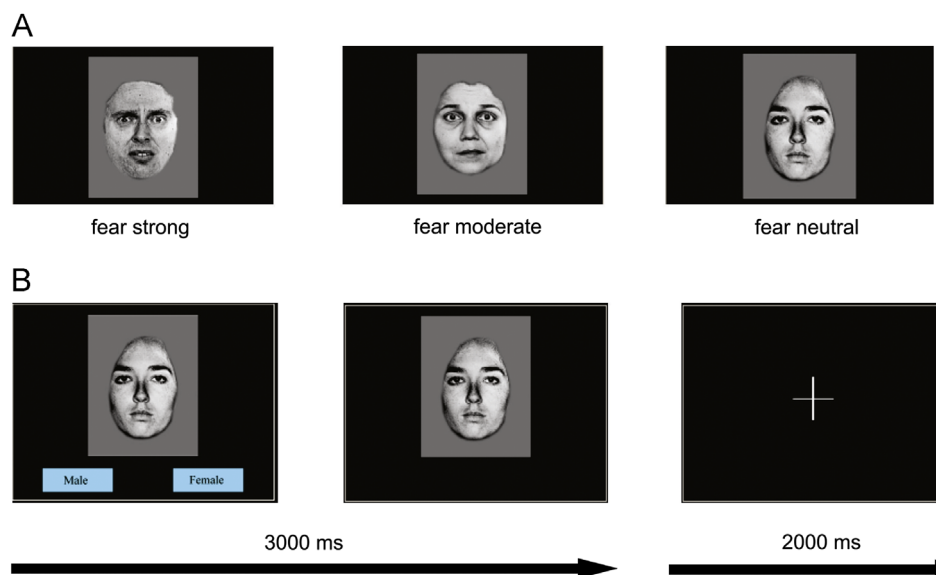 A
fear strong
fear moderate
fear neutral
B
Male
Female
3000 ms
2000 ms